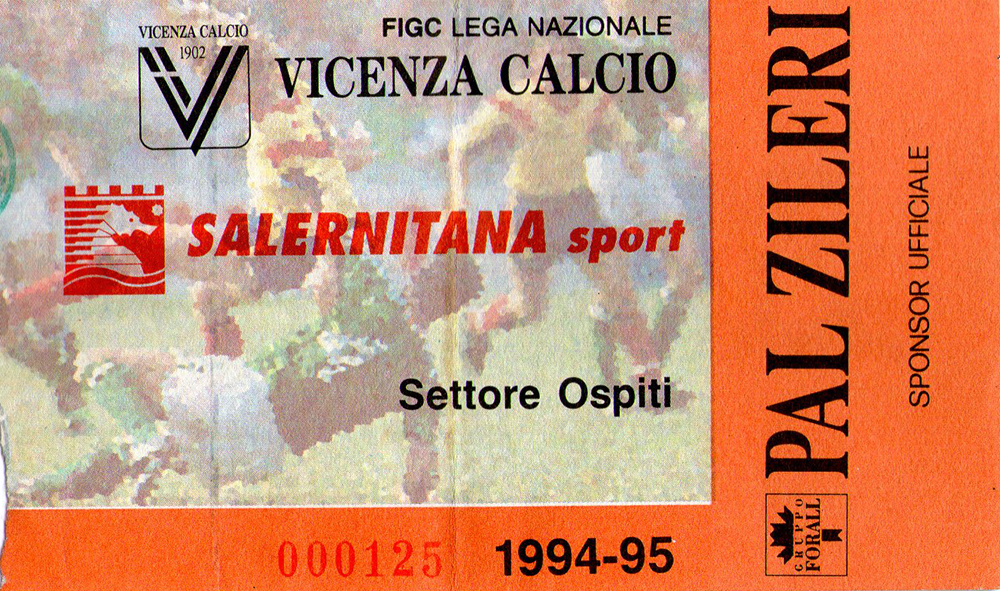 VICENZA CALCIO
1902
FIGC LEGA NAZIONALE
VICENZA CALCIO
SALERNITANA sport
Settore Ospiti
000125
1994-95
PAL ZILERI
SPONSOR UFFICIALE
GRUPPO
FORALL